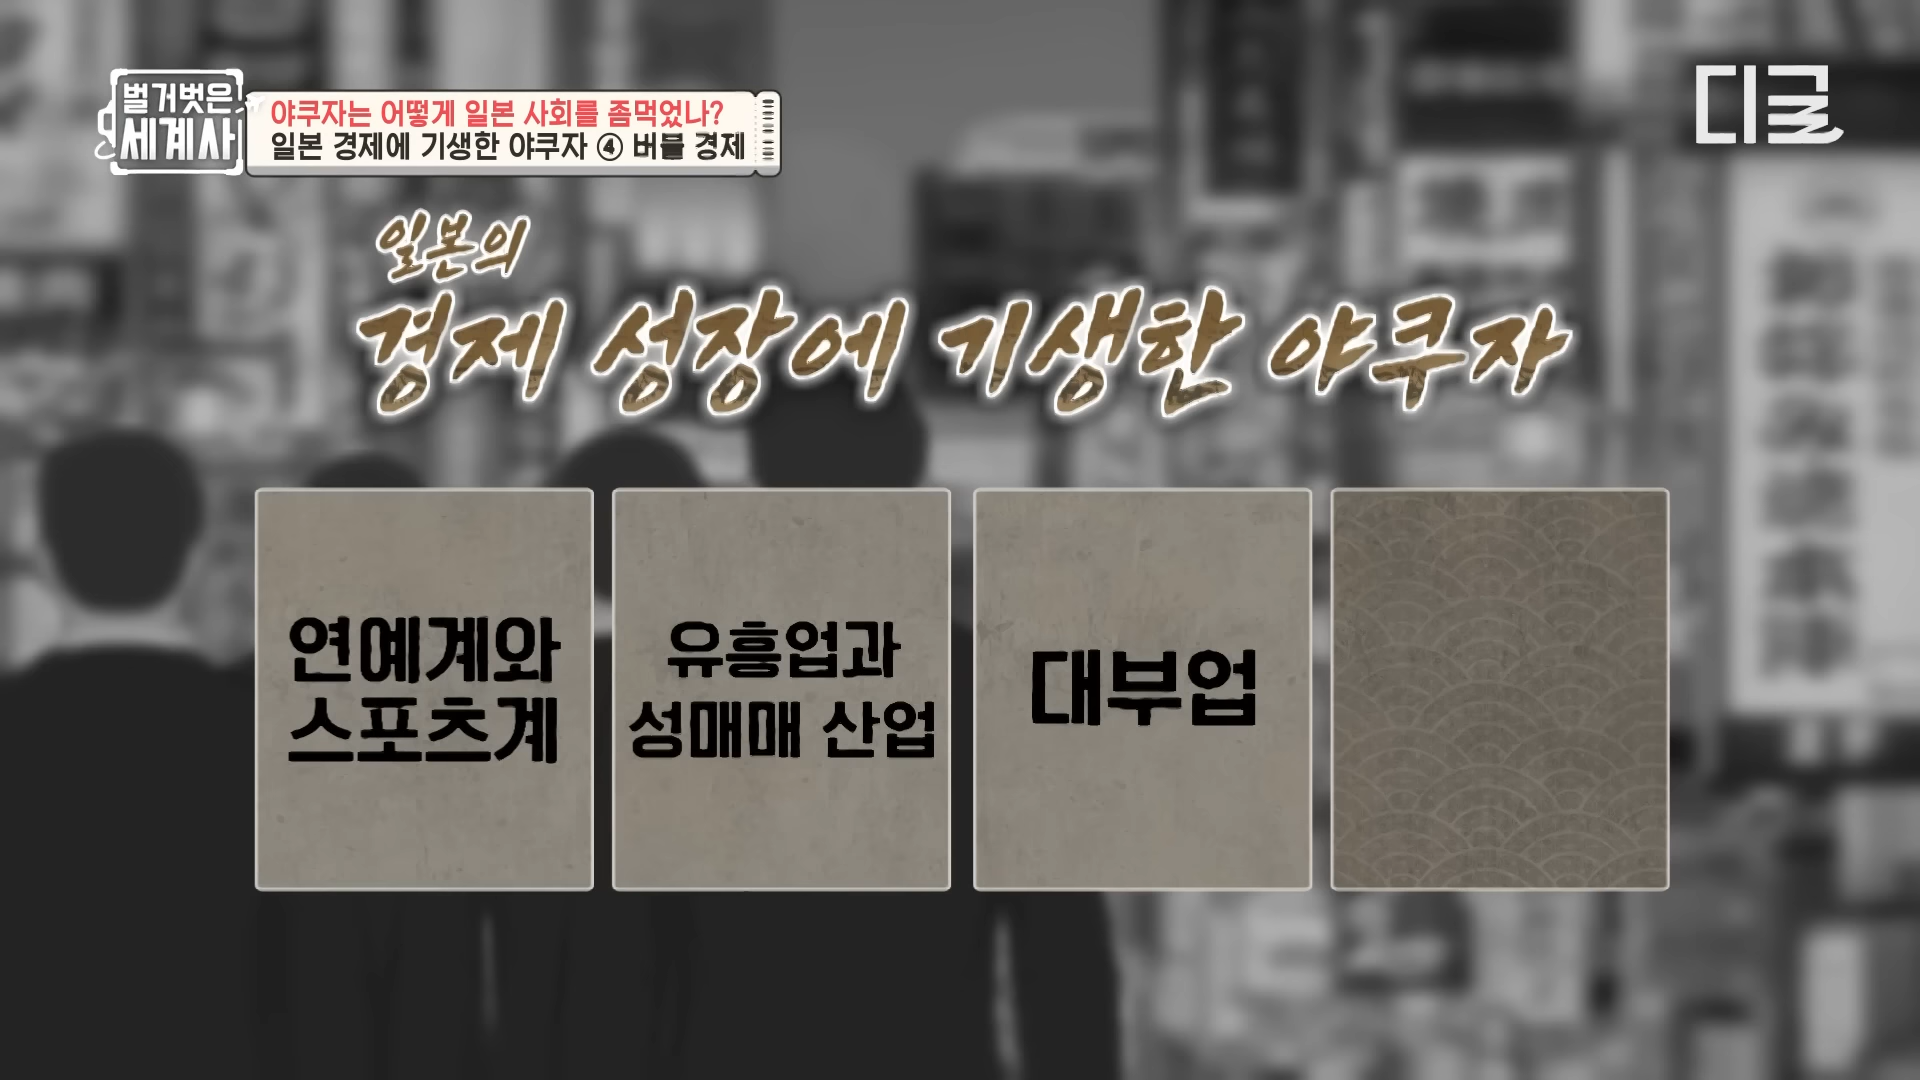 벌거벗은
세계사
야쿠자는 어떻게 일본 사회를 좀먹었나?
일본 경제에 기생한 야쿠자 ④ 버블 경제
디글
일본의
경제 성장에 기생한 야쿠자
연예계와
스포츠계
유흥업과
성매매 산업
대부업